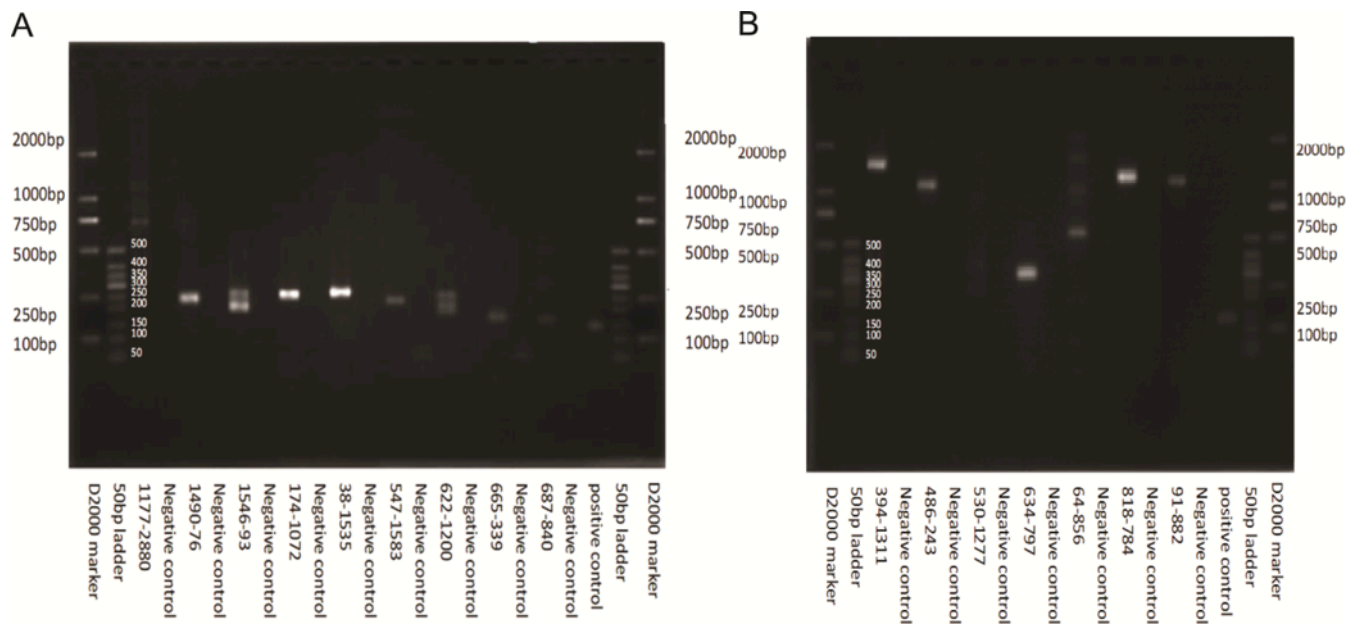 A
B
2000bp
1000bp
750bp
500bp
250bp
100bp
500
400
350
300
250
200
150
100
50
2000bp
1000bp
750bp
500bp
250bp
100bp
2000bp
1000bp
750bp
500bp
250bp
100bp
500
400
350
300
250
200
150
100
50
2000bp
1000bp
750bp
500bp
250bp
100bp
D2000 marker
50bp ladder
1177-2880
Negative control
1490-76
Negative control
1546-93
Negative control
174-1072
Negative control
38-1535
Negative control
547-1583
Negative control
622-1200
Negative control
665-339
Negative control
687-840
Negative control
positive control
50bp ladder
D2000 marker
D2000 marker
50bp ladder
394-1311
Negative control
486-243
Negative control
530-1277
Negative control
634-797
Negative control
64-856
Negative control
818-784
Negative control
91-882
Negative control
positive control
50bp ladder
D2000 marker